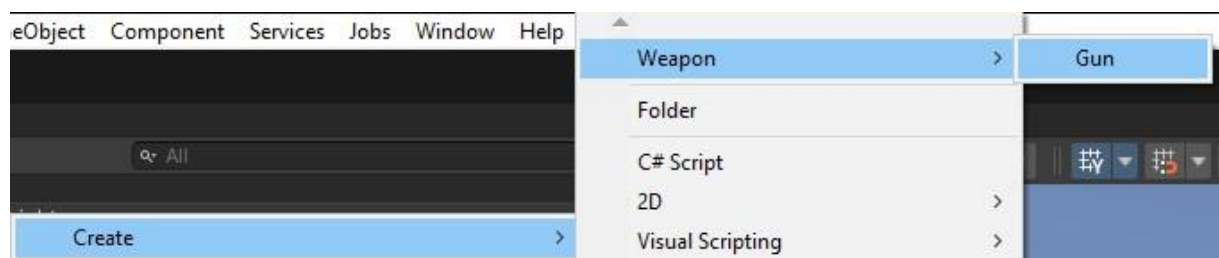 eObject Component Services Jobs Window Help
Weapon > Gun
Folder
All
C# Script
2D >
Create > Visual Scripting >